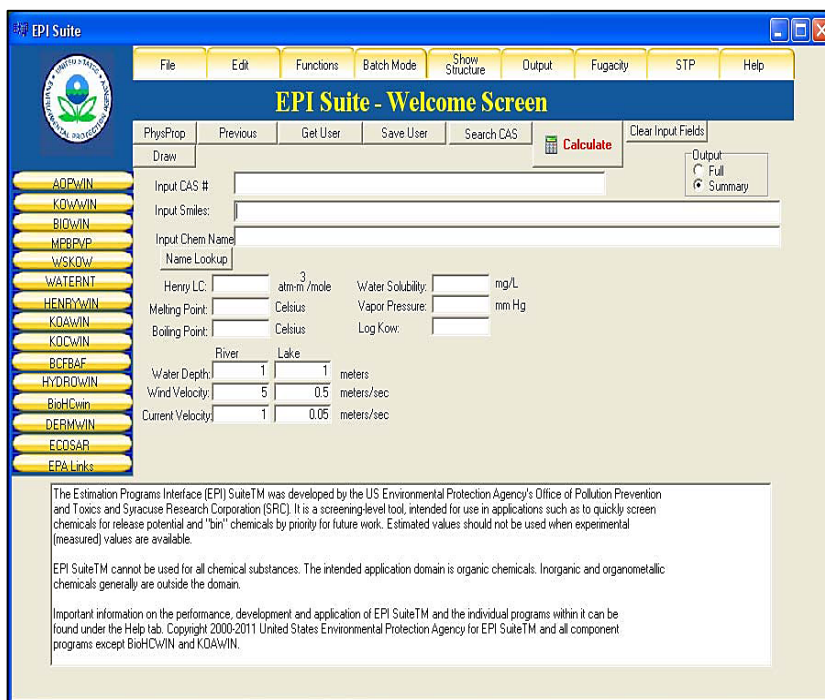 EPI Suite
File Edit Functions Batch Mode Show Structure Output Fugacity STP Help
EPI Suite - Welcome Screen
PhysProp Previous Get User Save User Search CAS Calculate Clear Input Fields
Draw
Output
Full
Summary
AOPWIN
KOWWIN
BIOWIN
MPBPVP
WSKOW
WATERNT
HENRYWIN
KOAWIN
KOCWIN
BCFBAF
HYDROWIN
BioHCwin
DERMWIN
ECOSAR
EPA Links
Input CAS #
Input Smiles:
Input Chem Name
Name Lookup
Henry LC: atm-m3/mole Water Solubility: mg/L
Melting Point: Celsius Vapor Pressure: mm Hg
Boiling Point: Celsius Log Kow:
River Lake
Water Depth: 1 1 meters
Wind Velocity: 5 0.5 meters/sec
Current Velocity: 1 0.05 meters/sec
The Estimation Programs Interface (EPI) SuiteTM was developed by the US Environmental Protection Agency's Office of Pollution Prevention
and Toxics and Syracuse Research Corporation (SRC). It is a screening-level tool, intended for use in applications such as to quickly screen
chemicals for release potential and "bin" chemicals by priority for future work. Estimated values should not be used when experimental
(measured) values are available.
EPI SuiteTM cannot be used for all chemical substances. The intended application domain is organic chemicals. Inorganic and organometallic
chemicals generally are outside the domain.
Important information on the performance, development and application of EPI SuiteTM and the individual programs within it can be
found under the Help tab. Copyright 2000-2011 United States Environmental Protection Agency for EPI SuiteTM and all component
programs except BioHCWIN and KOAWIN.